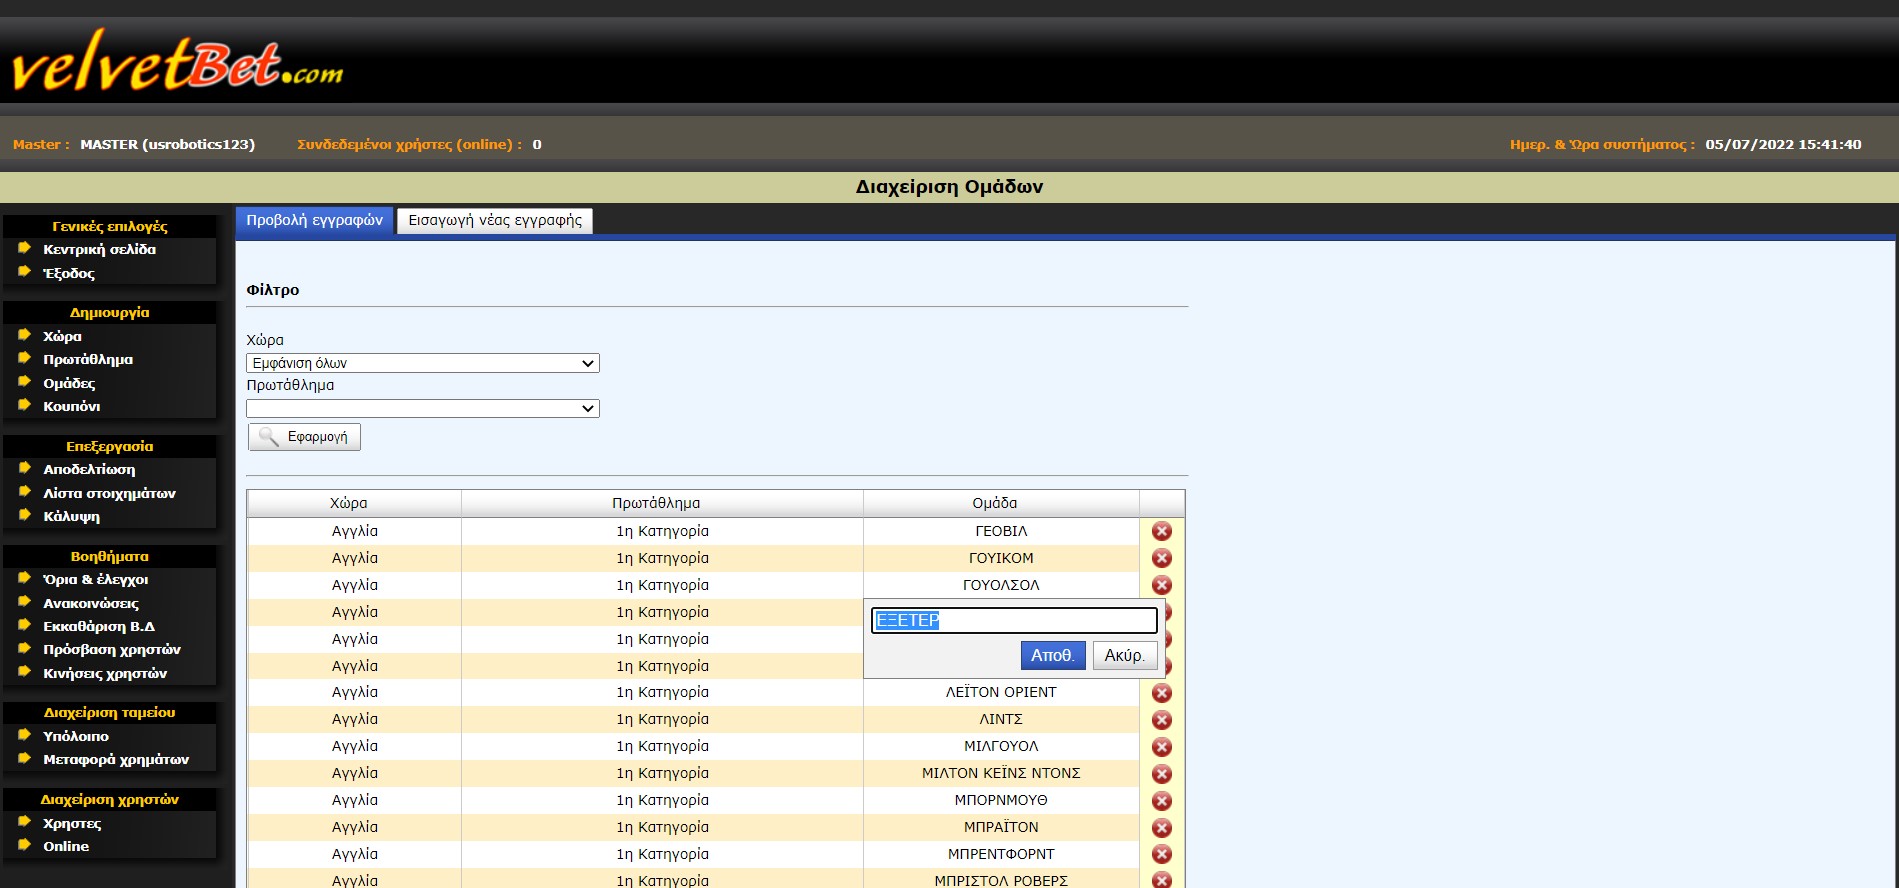 velvetBet.com
Master : MASTER (usrobotics123) Συνδεδεμένοι χρήστες (online) : 0 Ημερ. & Ώρα συστήματος : 05/07/2022 15:41:40
Διαχείριση Ομάδων
Γενικές επιλογές
Κεντρική σελίδα
Έξοδος
Δημιουργία
Χώρα
Πρωτάθλημα
Ομάδες
Κουπόνι
Επεξεργασία
Αποδελτίωση
Λίστα στοιχημάτων
Κάλυψη
Βοηθήματα
Όρια & έλεγχοι
Ανακοινώσεις
Εκκαθάριση Β.Δ
Πρόσβαση χρηστών
Κινήσεις χρηστών
Διαχείριση ταμείου
Υπόλοιπο
Μεταφορά χρημάτων
Διαχείριση χρηστών
Χρηστες
Online
Προβολή εγγραφών Εισαγωγή νέας εγγραφής
Φίλτρο
Χώρα
Εμφάνιση όλων
Πρωτάθλημα
Εφαρμογή
Χώρα Πρωτάθλημα Ομάδα
Αγγλία 1η Κατηγορία ΓΕΟΒΙΛ
Αγγλία 1η Κατηγορία ΓΟΥΙΚΟΜ
Αγγλία 1η Κατηγορία ΓΟΥΟΛΣΟΛ
Αγγλία 1η Κατηγορία ΕΞΕΤΕΡ
Αγγλία 1η Κατηγορία
Αγγλία 1η Κατηγορία Αποθ. Ακύρ.
Αγγλία 1η Κατηγορία ΛΕΪΤΟΝ ΟΡΙΕΝΤ
Αγγλία 1η Κατηγορία ΛΙΝΤΣ
Αγγλία 1η Κατηγορία ΜΙΛΓΟΥΟΛ
Αγγλία 1η Κατηγορία ΜΙΛΤΟΝ ΚΕΪΝΣ ΝΤΟΝΣ
Αγγλία 1η Κατηγορία ΜΠΟΡΝΜΟΥΘ
Αγγλία 1η Κατηγορία ΜΠΡΑΪΤΟΝ
Αγγλία 1η Κατηγορία ΜΠΡΕΝΤΦΟΡΝΤ
Αγγλία 1η Κατηγορία ΜΠΡΙΣΤΟΛ ΡΟΒΕΡΣ